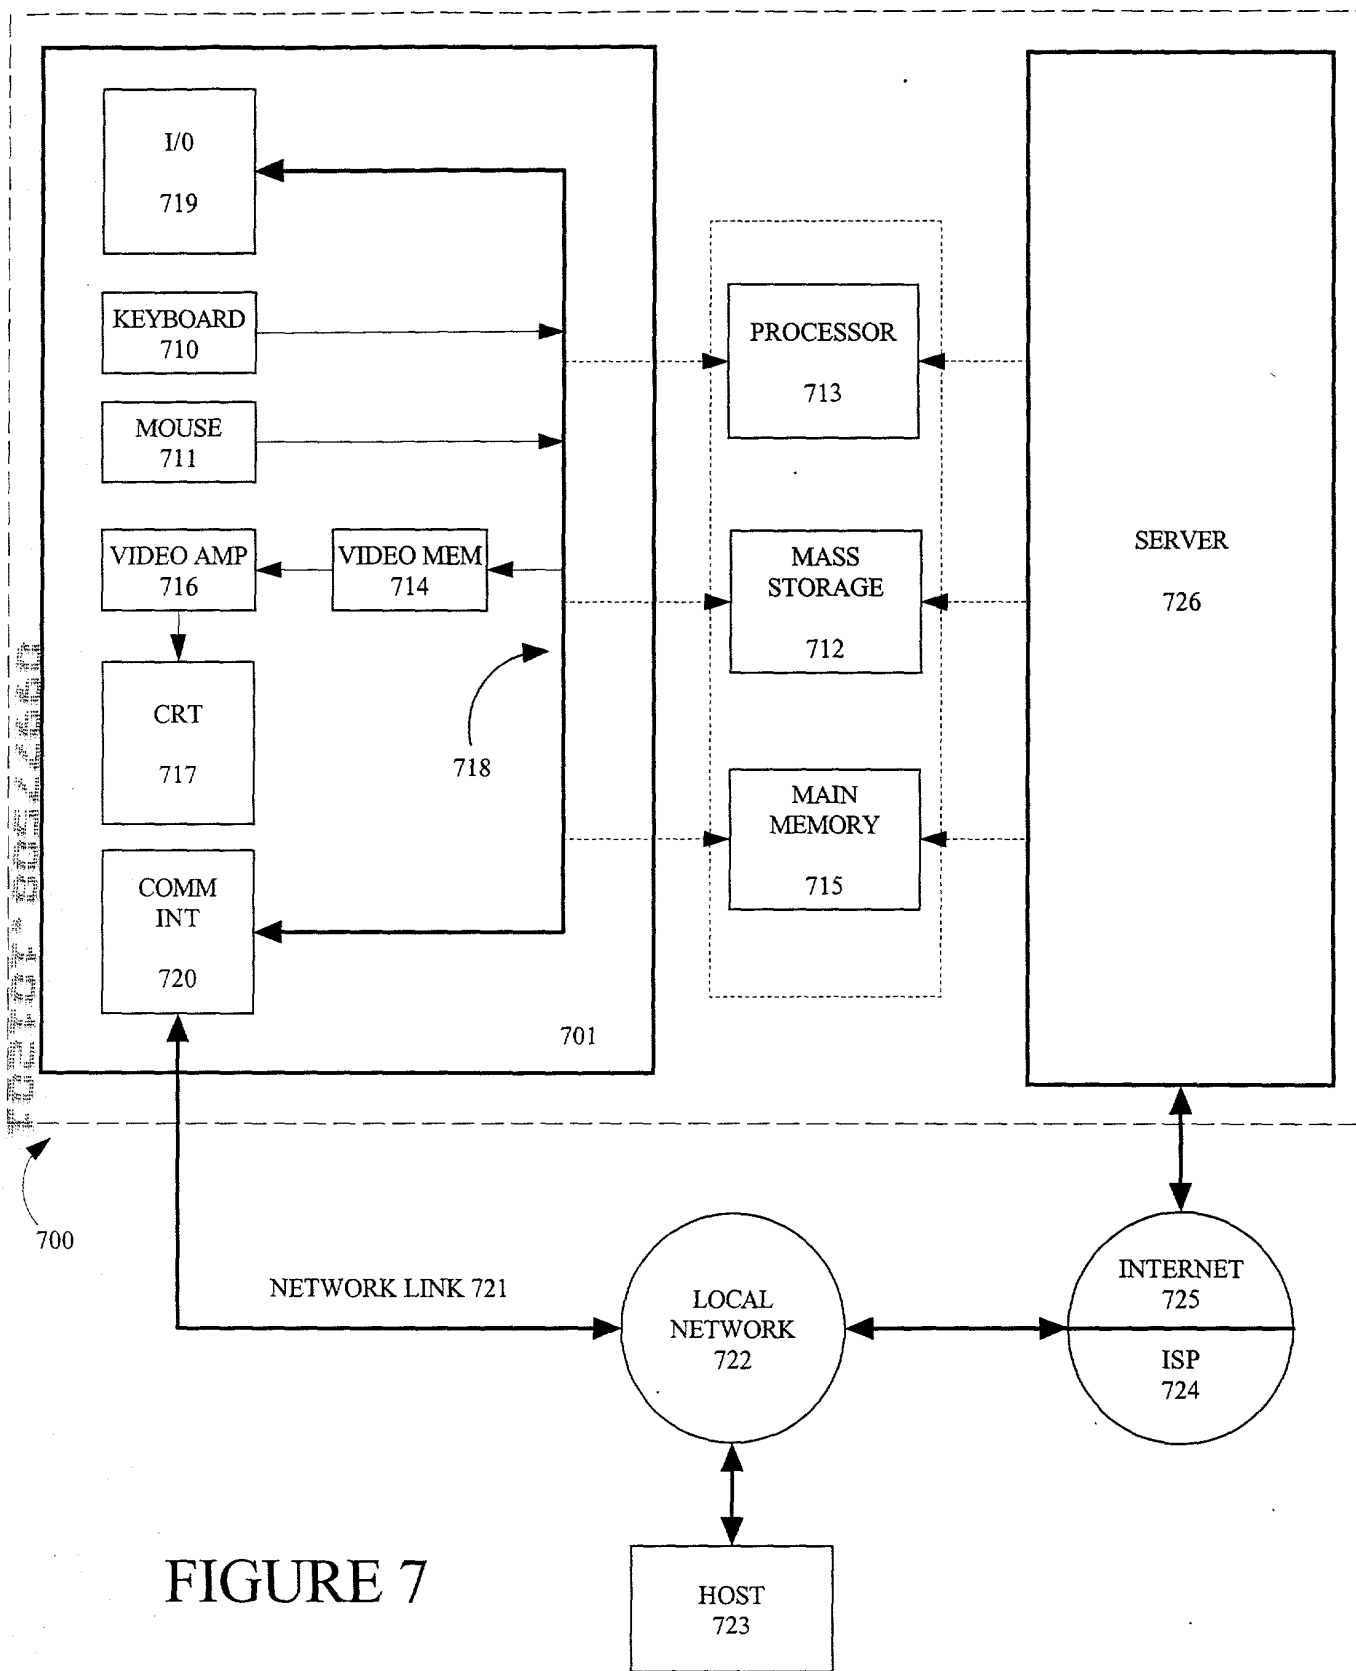 I/0
719
KEYBOARD
710
MOUSE
711
VIDEO AMP
716
VIDEO MEM
714
CRT
717
718
COMM
INT
720
701
PROCESSOR
713
MASS
STORAGE
712
MAIN
MEMORY
715
SERVER
726
700
NETWORK LINK 721
LOCAL
NETWORK
722
INTERNET
725
ISP
724
HOST
723
FIGURE 7